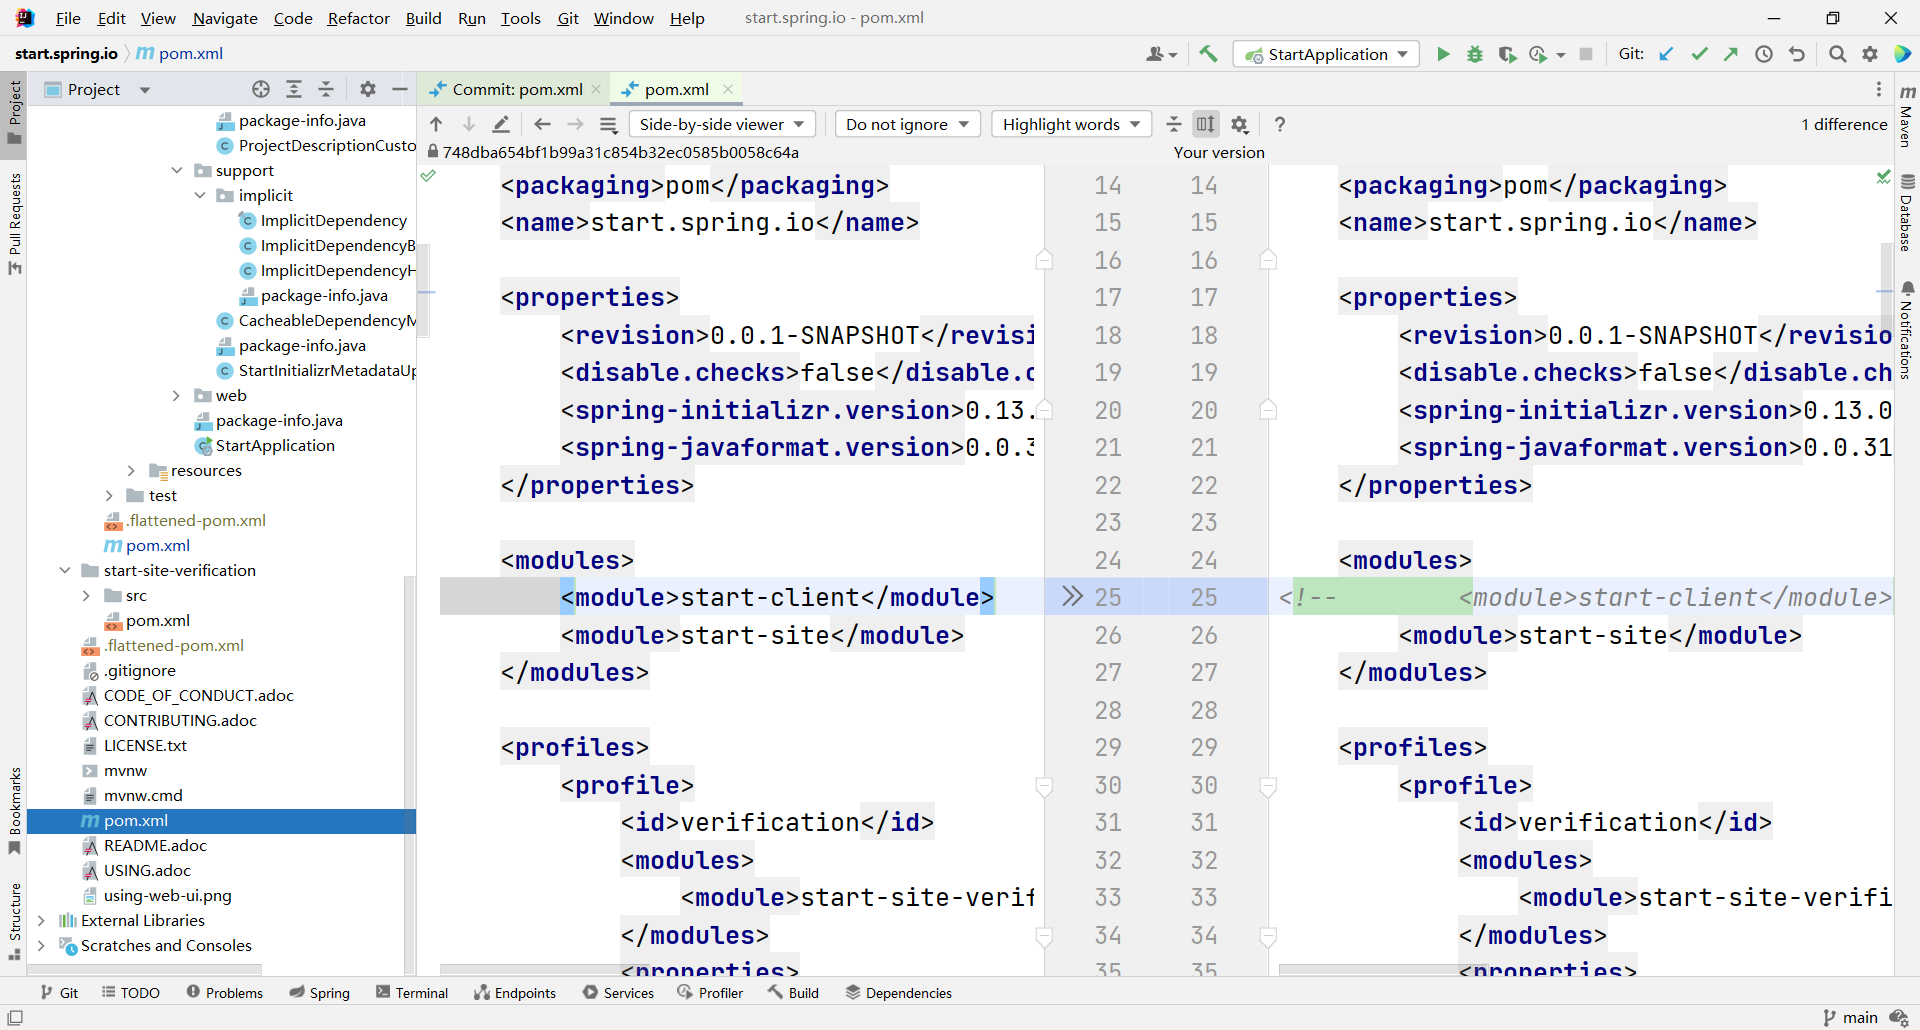 File Edit View Navigate Code Refactor Build Run Tools Git Window Help start.spring.io - pom.xml
start.spring.io pom.xml StartApplication Git:
Project
Commit: pom.xml pom.xml
Side-by-side viewer Do not ignore Highlight words ? 1 difference
748dba654bf1b99a31c854b32ec0585b0058c64a Your version
Project
Pull Requests
Bookmarks
Structure
package-info.java
ProjectDescriptionCusto
support
implicit
ImplicitDependency
ImplicitDependencyB
ImplicitDependencyH
package-info.java
CacheableDependencyM
package-info.java
StartInitializrMetadataUp
web
package-info.java
StartApplication
resources
test
.flattened-pom.xml
pom.xml
start-site-verification
src
pom.xml
.flattened-pom.xml
.gitignore
CODE_OF_CONDUCT.adoc
CONTRIBUTING.adoc
LICENSE.txt
mvnw
mvnw.cmd
pom.xml
README.adoc
USING.adoc
using-web-ui.png
External Libraries
Scratches and Consoles
<packaging>pom</packaging> 14 14 <packaging>pom</packaging>
<name>start.spring.io</name> 15 15 <name>start.spring.io</name>
16 16
<properties> 17 17 <properties>
<revision>0.0.1-SNAPSHOT</revisi 18 18 <revision>0.0.1-SNAPSHOT</revisio
<disable.checks>false</disable.c 19 19 <disable.checks>false</disable.ch
<spring-initializr.version>0.13. 20 20 <spring-initializr.version>0.13.0
<spring-javaformat.version>0.0.3 21 21 <spring-javaformat.version>0.0.31
</properties> 22 22 </properties>
23 23
<modules> 24 24 <modules>
<module>start-client</module> 25 25 <!-- <module>start-client</module>
<module>start-site</module> 26 26 <module>start-site</module>
</modules> 27 27 </modules>
28 28
<profiles> 29 29 <profiles>
<profile> 30 30 <profile>
<id>verification</id> 31 31 <id>verification</id>
<modules> 32 32 <modules>
<module>start-site-verif 33 33 <module>start-site-verifi
</modules> 34 34 </modules>
<properties> 35 35 <properties>
Maven
Database
Notifications
Git TODO Problems Spring Terminal Endpoints Services Profiler Build Dependencies
main